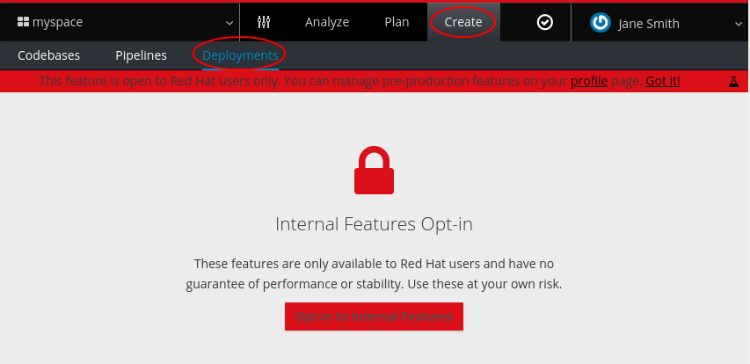 myspace Analyze Plan Create Jane Smith
Codebases Pipelines Deployments
This feature is open to Red Hat users only. You can manage pre-production features on your profile page. Got it!
Internal Features Opt-in
These features are only available to Red Hat users and have no
guarantee of performance or stability. Use these at your own risk.
Opt-in to Internal Features